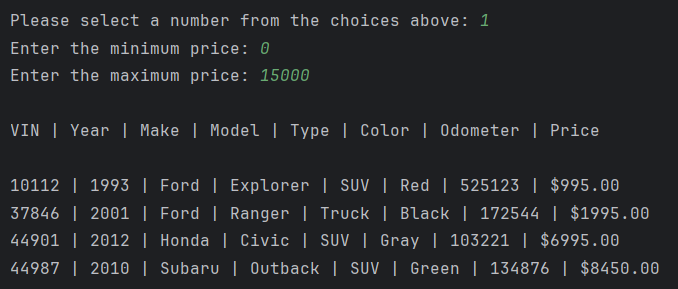 Please select a number from the choices above: 1
Enter the minimum price: 0
Enter the maximum price: 15000
VIN | Year | Make | Model | Type | Color | Odometer | Price
10112 | 1993 | Ford | Explorer | SUV | Red | 525123 | $995.00
37846 | 2001 | Ford | Ranger | Truck | Black | 172544 | $1995.00
44901 | 2012 | Honda | Civic | SUV | Gray | 103221 | $6995.00
44987 | 2010 | Subaru | Outback | SUV | Green | 134876 | $8450.00